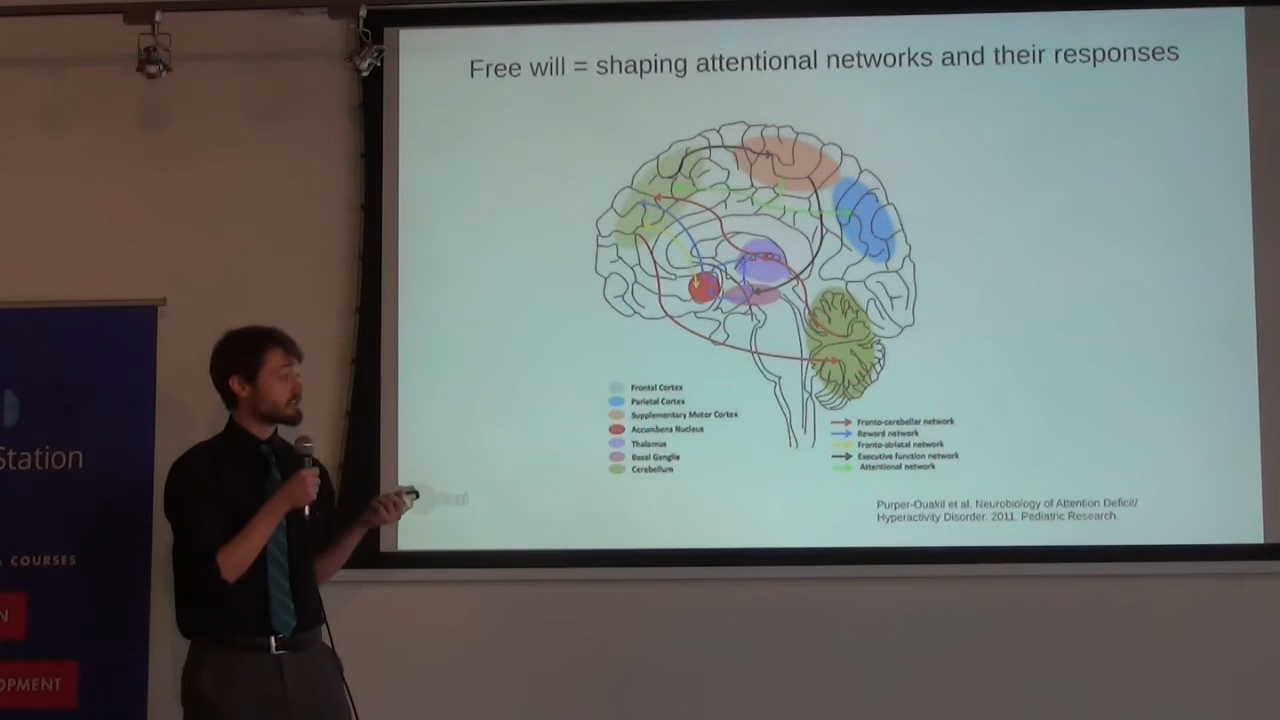 Free will = shaping attentional networks and their responses
Frontal Cortex
Parietal Cortex
Supplementary Motor Cortex
Accumbens Nucleus
Thalamus
Basal Ganglia
Cerebellum
Fronto-cerebellar network
Reward network
Fronto-striatal network
Executive function network
Attentional network
Purper-Ouakil et al. Neurobiology of Attention Deficit/
Hyperactivity Disorder. 2011. Pediatric Research.
Station
COURSES
N
OPMENT